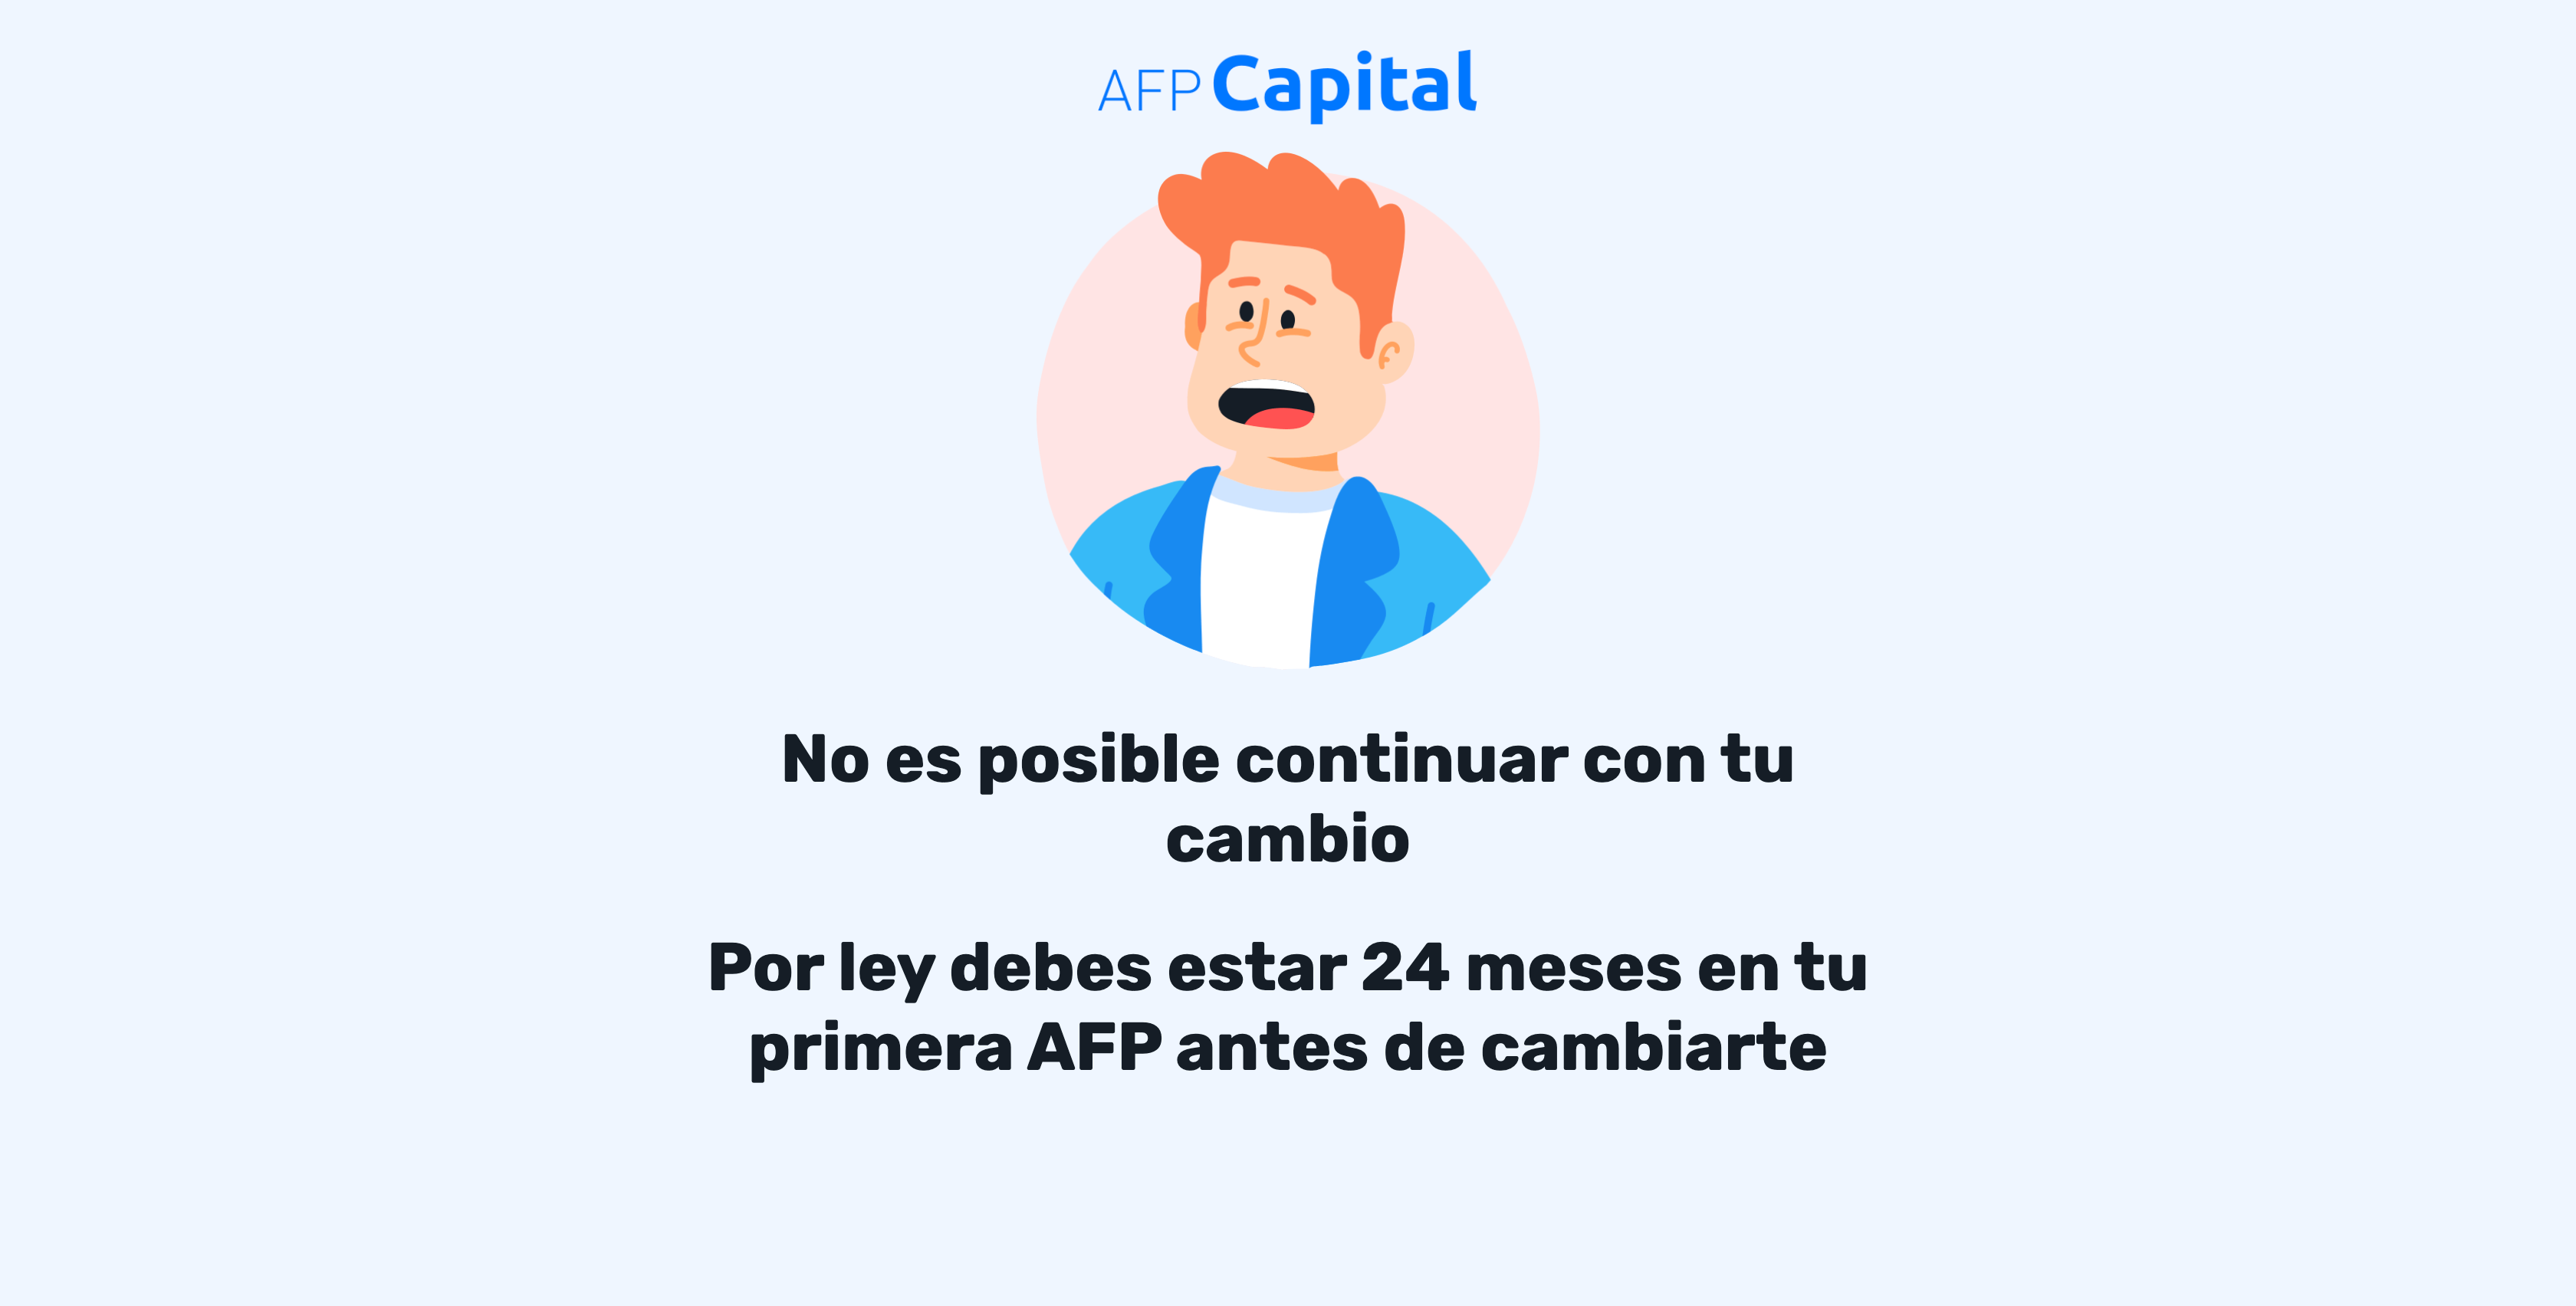 AFP Capital
No es posible continuar con tu
cambio
Por ley debes estar 24 meses en tu
primera AFP antes de cambiarte